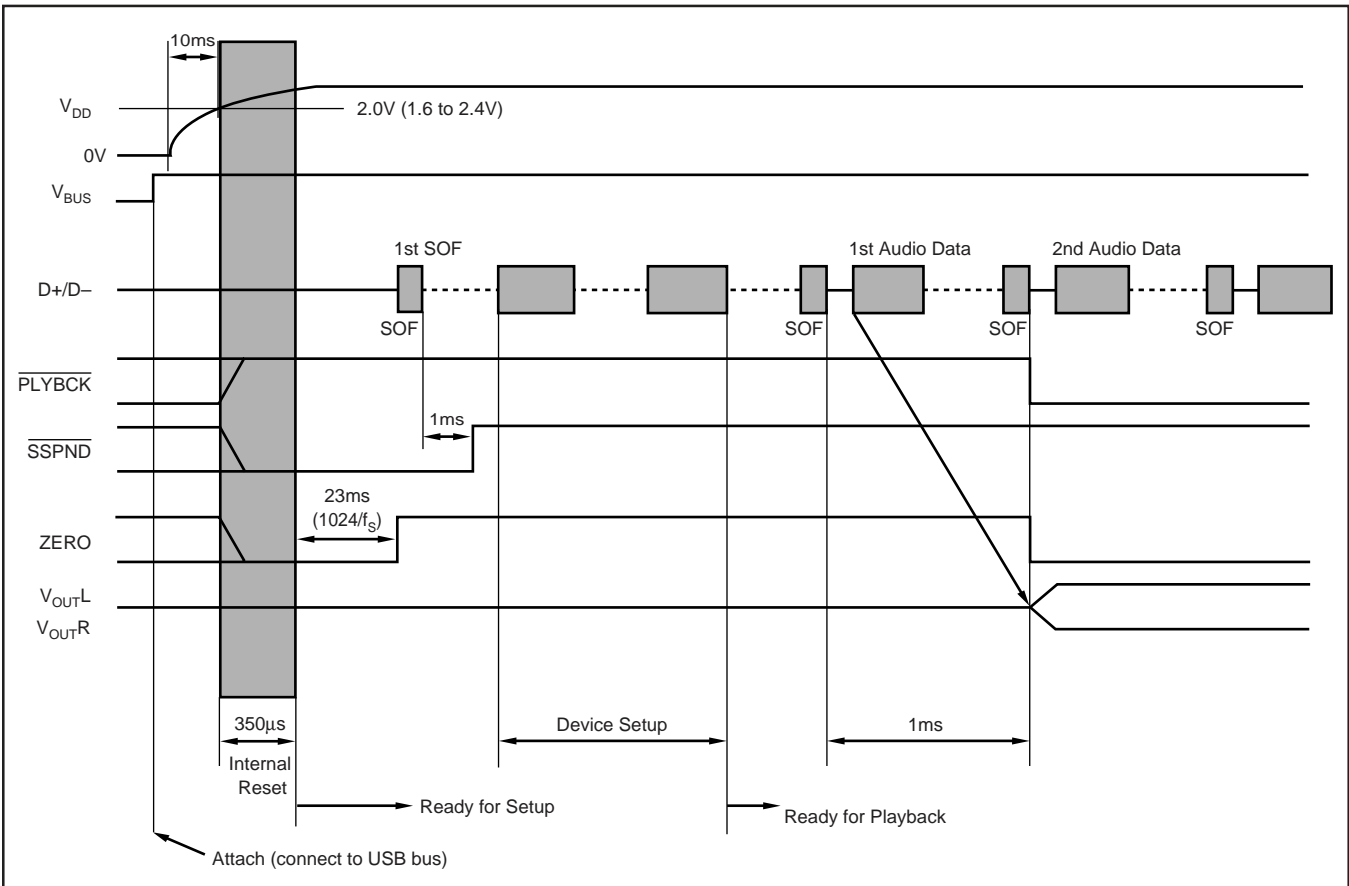 10ms
V_DD
2.0V (1.6 to 2.4V)
0V
V_BUS
1st SOF
1st Audio Data
2nd Audio Data
D+/D–
SOF
SOF
SOF
SOF
PLYBCK
1ms
SSPND
23ms
(1024/f_S)
ZERO
V_OUTL
V_OUTR
350μs
Device Setup
1ms
Internal
Reset
Ready for Setup
Ready for Playback
Attach (connect to USB bus)